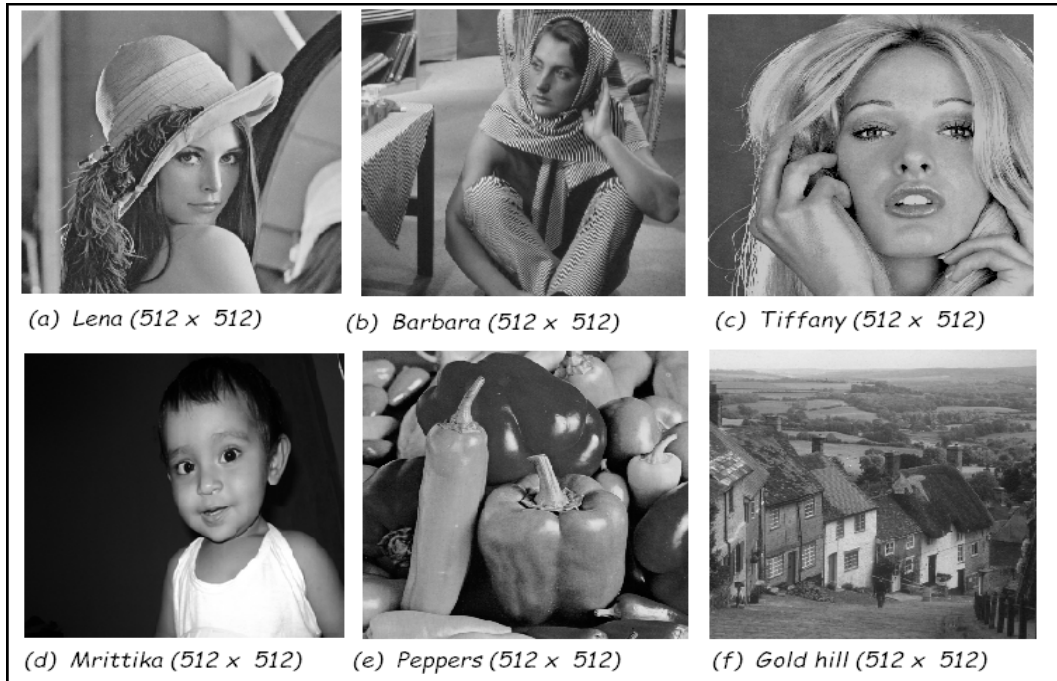 (a) Lena (512 x 512)
(b) Barbara (512 x 512)
(c) Tiffany (512 x 512)
(d) Mrittika (512 x 512)
(e) Peppers (512 x 512)
(f) Gold hill (512 x 512)